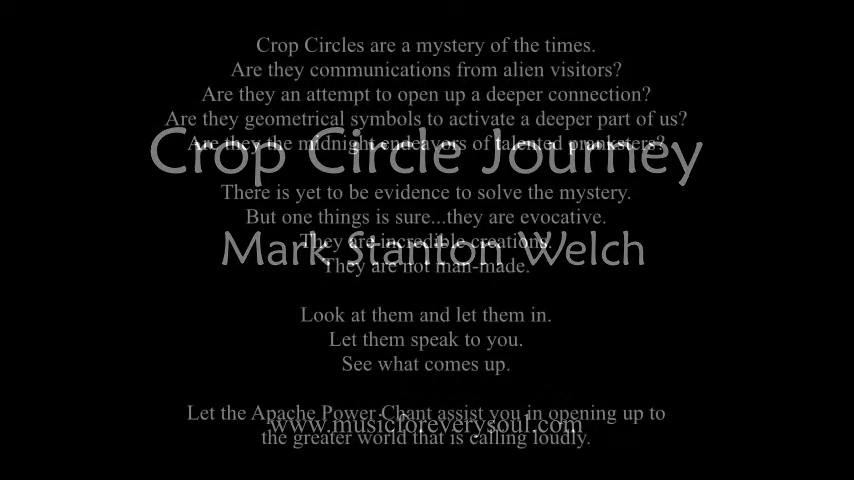 Crop Circles are a mystery of the times.
Are they communications from alien visitors?
Are they an attempt to open up a deeper connection?
Are they geometrical symbols to activate a deeper part of us?
Are they the midnight endeavors of talented pranksters?
Crop Circle Journey
There is yet to be evidence to solve the mystery.
But one things is sure...they are evocative.
They are incredible creations.
Mark Stanton Welch
They are not man-made.
Look at them and let them in.
Let them speak to you.
See what comes up.
Let the Apache Power Chant assist you in opening up to
www.musicforeverysoul.com
the greater world that is calling loudly.